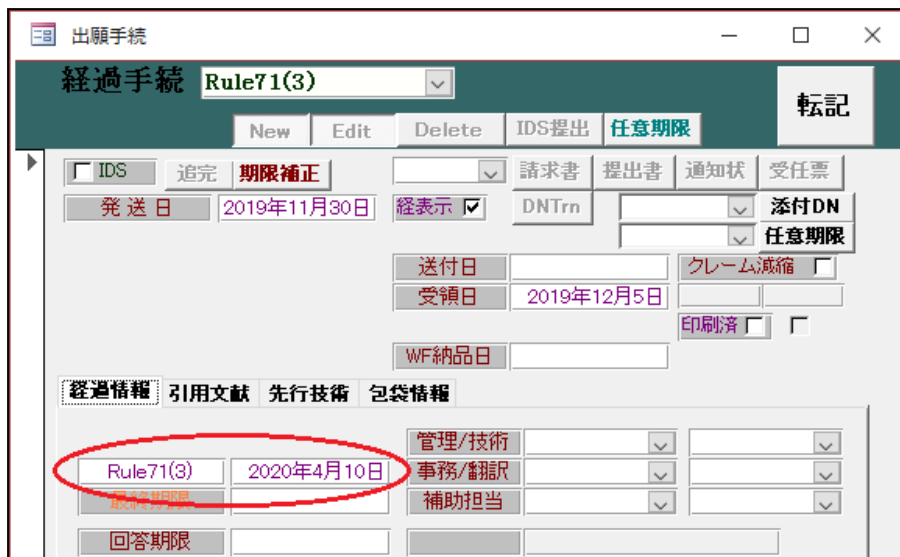 出願手続
経過手続 Rule71(3)
転記
New Edit Delete IDS提出 任意期限
IDS 追完 期限補正 請求書 提出書 通知状 受任票
発送日 2019年11月30日 経表示 DNTrn 添付DN
任意期限
送付日 クレーム減縮
受領日 2019年12月5日
印刷済
WF納品日
経過情報 引用文献 先行技術 包袋情報
管理/技術
Rule71(3) 2020年4月10日 事務/翻訳
最終期限 補助担当
回答期限